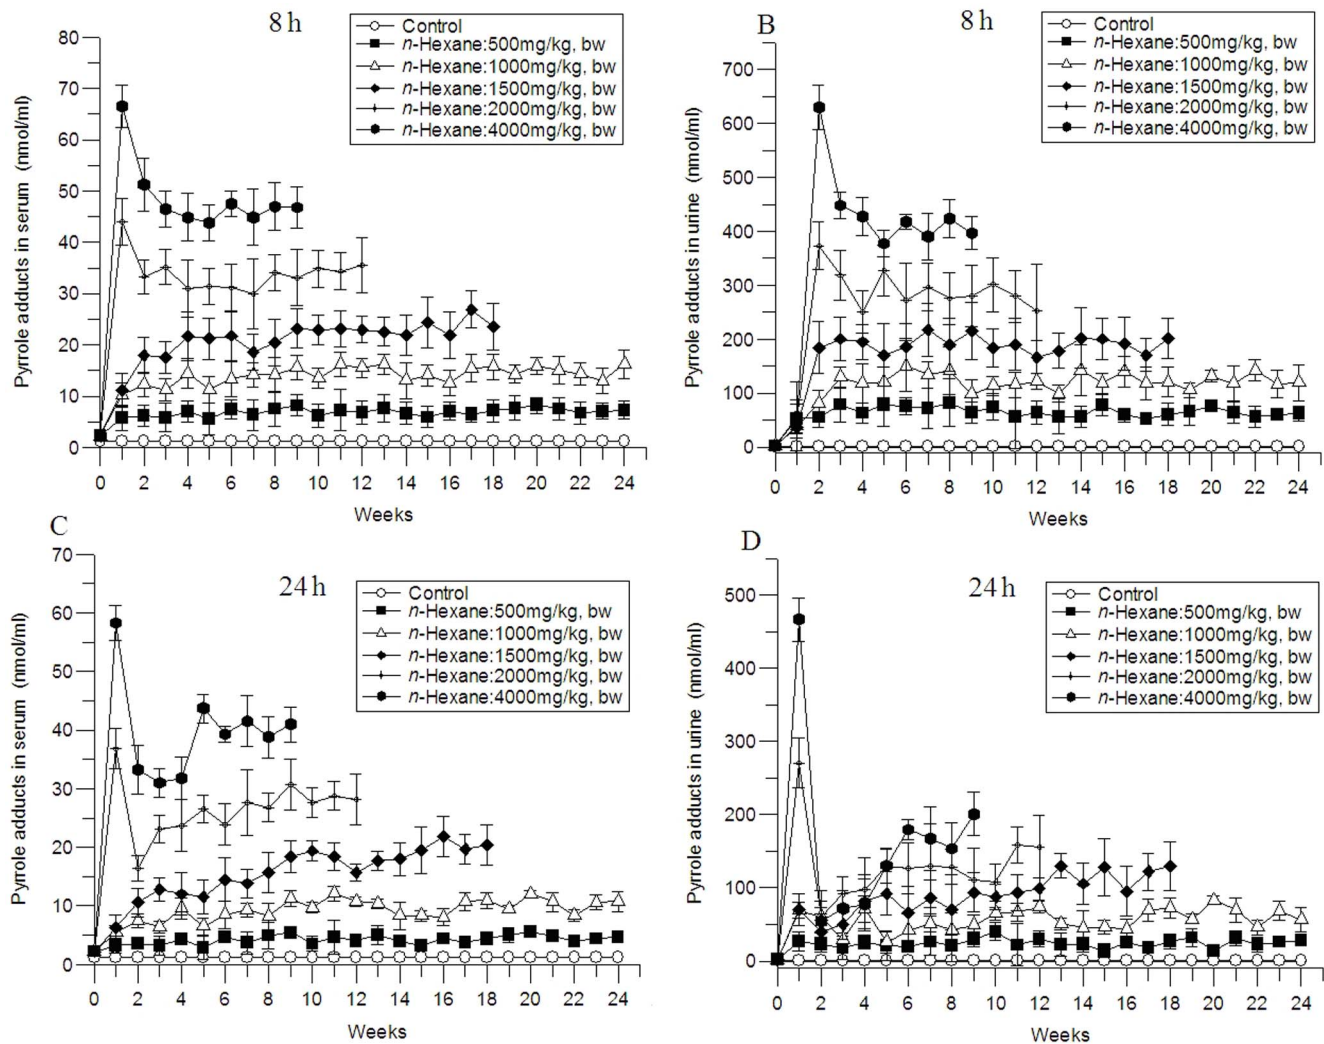 8h
Control
n-Hexane:500mg/kg, bw
n-Hexane:1000mg/kg, bw
n-Hexane:1500mg/kg, bw
n-Hexane:2000mg/kg, bw
n-Hexane:4000mg/kg, bw
Pyrrole adducts in serum (nmol/ml)
80
70
60
50
40
30
20
10
0
0 2 4 6 8 10 12 14 16 18 20 22 24
Weeks
B
8h
Control
n-Hexane:500mg/kg, bw
n-Hexane:1000mg/kg, bw
n-Hexane:1500mg/kg, bw
n-Hexane:2000mg/kg, bw
n-Hexane:4000mg/kg, bw
Pyrrole adducts in urine (nmol/ml)
700
600
500
400
300
200
100
0
0 2 4 6 8 10 12 14 16 18 20 22 24
Weeks
C
24h
Control
n-Hexane:500mg/kg, bw
n-Hexane:1000mg/kg, bw
n-Hexane:1500mg/kg, bw
n-Hexane:2000mg/kg, bw
n-Hexane:4000mg/kg, bw
Pyrrole adducts in serum (nmol/ml)
70
60
50
40
30
20
10
0
0 2 4 6 8 10 12 14 16 18 20 22 24
Weeks
D
24h
Control
n-Hexane:500mg/kg, bw
n-Hexane:1000mg/kg, bw
n-Hexane:1500mg/kg, bw
n-Hexane:2000mg/kg, bw
n-Hexane:4000mg/kg, bw
Pyrrole adducts in urine (nmol/ml)
500
400
300
200
100
0
0 2 4 6 8 10 12 14 16 18 20 22 24
Weeks